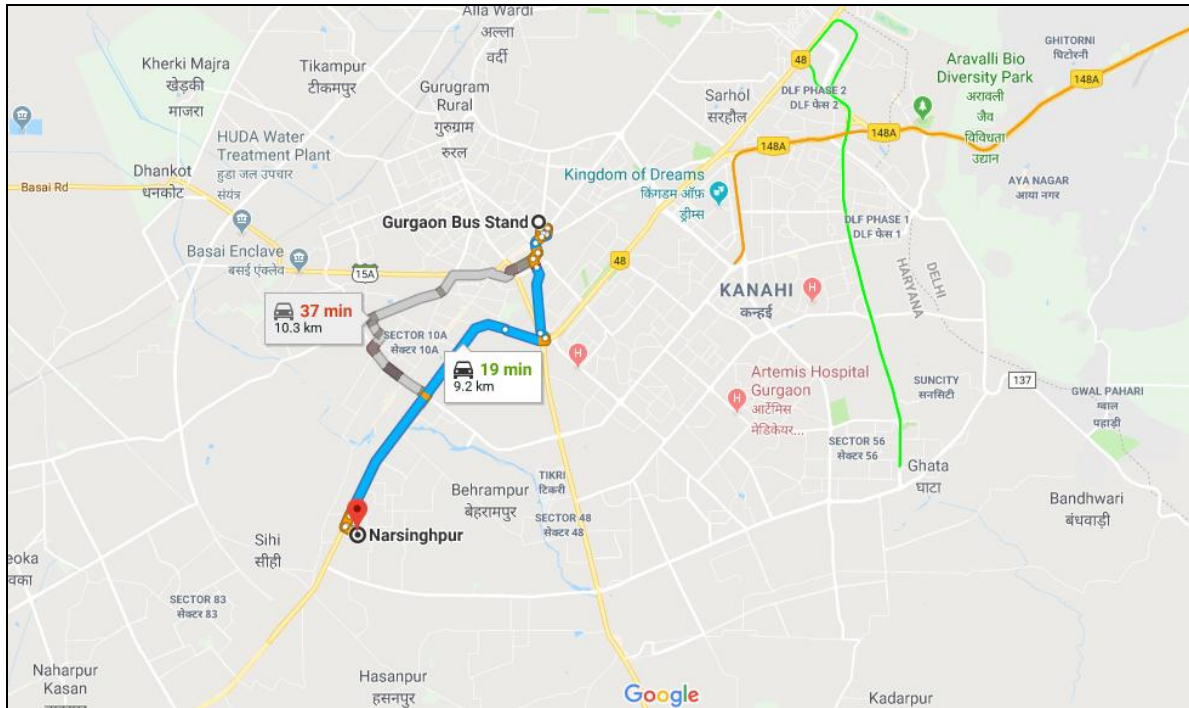 Alla Wardi
अल्ला
वर्दी
Kherki Majra
खेड़की
माजरा
Tikampur
टीकमपुर
Gurugram
Rural
गुरुग्राम
रुरल
48
GHITORNI
घिटोरनी
Aravalli Bio
Diversity Park
अरावली
जैव
विविधता
उद्यान
148A
DLF PHASE 2
DLF फेस 2
Sarhol
सरहौल
148A
148A
HUDA Water
Treatment Plant
हुडा जल उपचार
संयंत्र
Dhankot
धनकोट
Basai Rd
Kingdom of Dreams
किंगडम ऑफ़
ड्रीम्स
AYA NAGAR
आया नगर
Gurgaon Bus Stand
DLF PHASE 1
DLF फेस 1
Basai Enclave
बसई एंक्लेव
15A
48
DELHI
HARYANA
KANAHI
कन्हई
H
37 min
10.3 km
SECTOR 10A
सेक्टर 10A
19 min
9.2 km
H
Artemis Hospital
Gurgaon
आर्टेमिस
मेडिकेयर...
H
SUNCITY
सनसिटी
137
GWAL PAHARI
ग्वाल
पहाड़ी
SECTOR 56
सेक्टर 56
Ghata
घाटा
TIKRI
टिकरी
Behrampur
बेहरामपुर
SECTOR 48
सेक्टर 48
Bandhwari
बंधवाड़ी
Narsinghpur
Sihi
सीही
eoka
वका
SECTOR 83
सेक्टर 83
Naharpur
Kasan
Hasanpur
हसनपुर
Google
Kadarpur